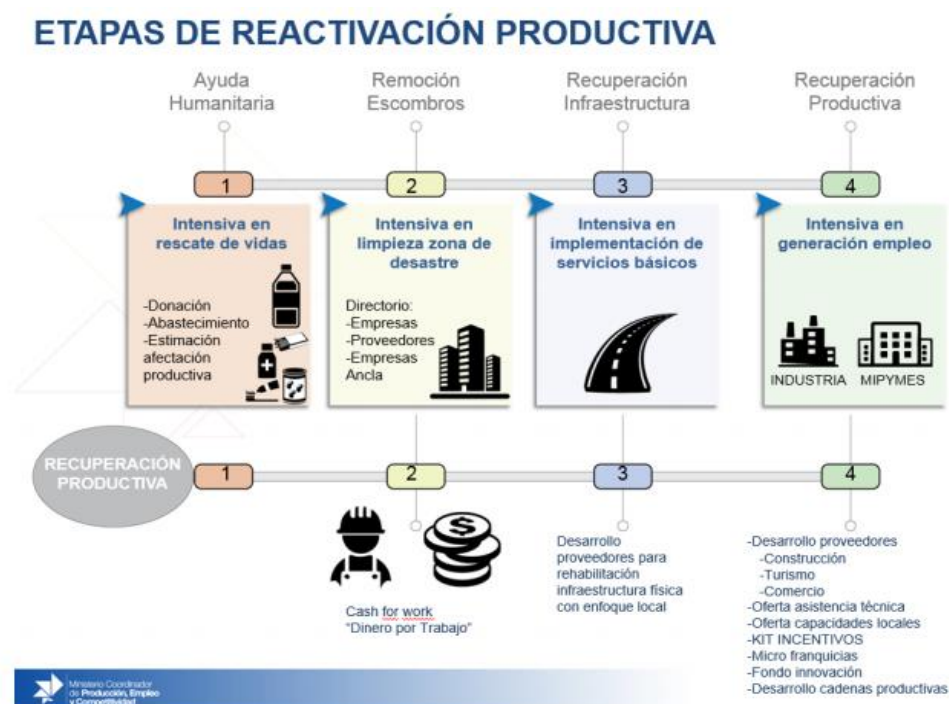 ETAPAS DE REACTIVACIÓN PRODUCTIVA
Ayuda
Humanitaria
Remoción
Escombros
Recuperación
Infraestructura
Recuperación
Productiva
1
2
3
4
Intensiva en
rescate de vidas
-Donación
-Abastecimiento
-Estimación
afectación
productiva
Intensiva en
limpieza zona de
desastre
Directorio:
-Empresas
-Proveedores
-Empresas
Ancla
Intensiva en
implementación de
servicios básicos
Intensiva en
generación empleo
INDUSTRIA
MIPYMES
RECUPERACIÓN
PRODUCTIVA
1
2
3
4
$
Cash for work
"Dinero por Trabajo"
Desarrollo
proveedores para
rehabilitación
infraestructura física
con enfoque local
-Desarrollo proveedores
-Construcción
-Turismo
-Comercio
-Oferta asistencia técnica
-Oferta capacidades locales
-KIT INCENTIVOS
-Micro franquicias
-Fondo innovación
-Desarrollo cadenas productivas
Ministerio Coordinador
de Producción, Empleo
y Competitividad